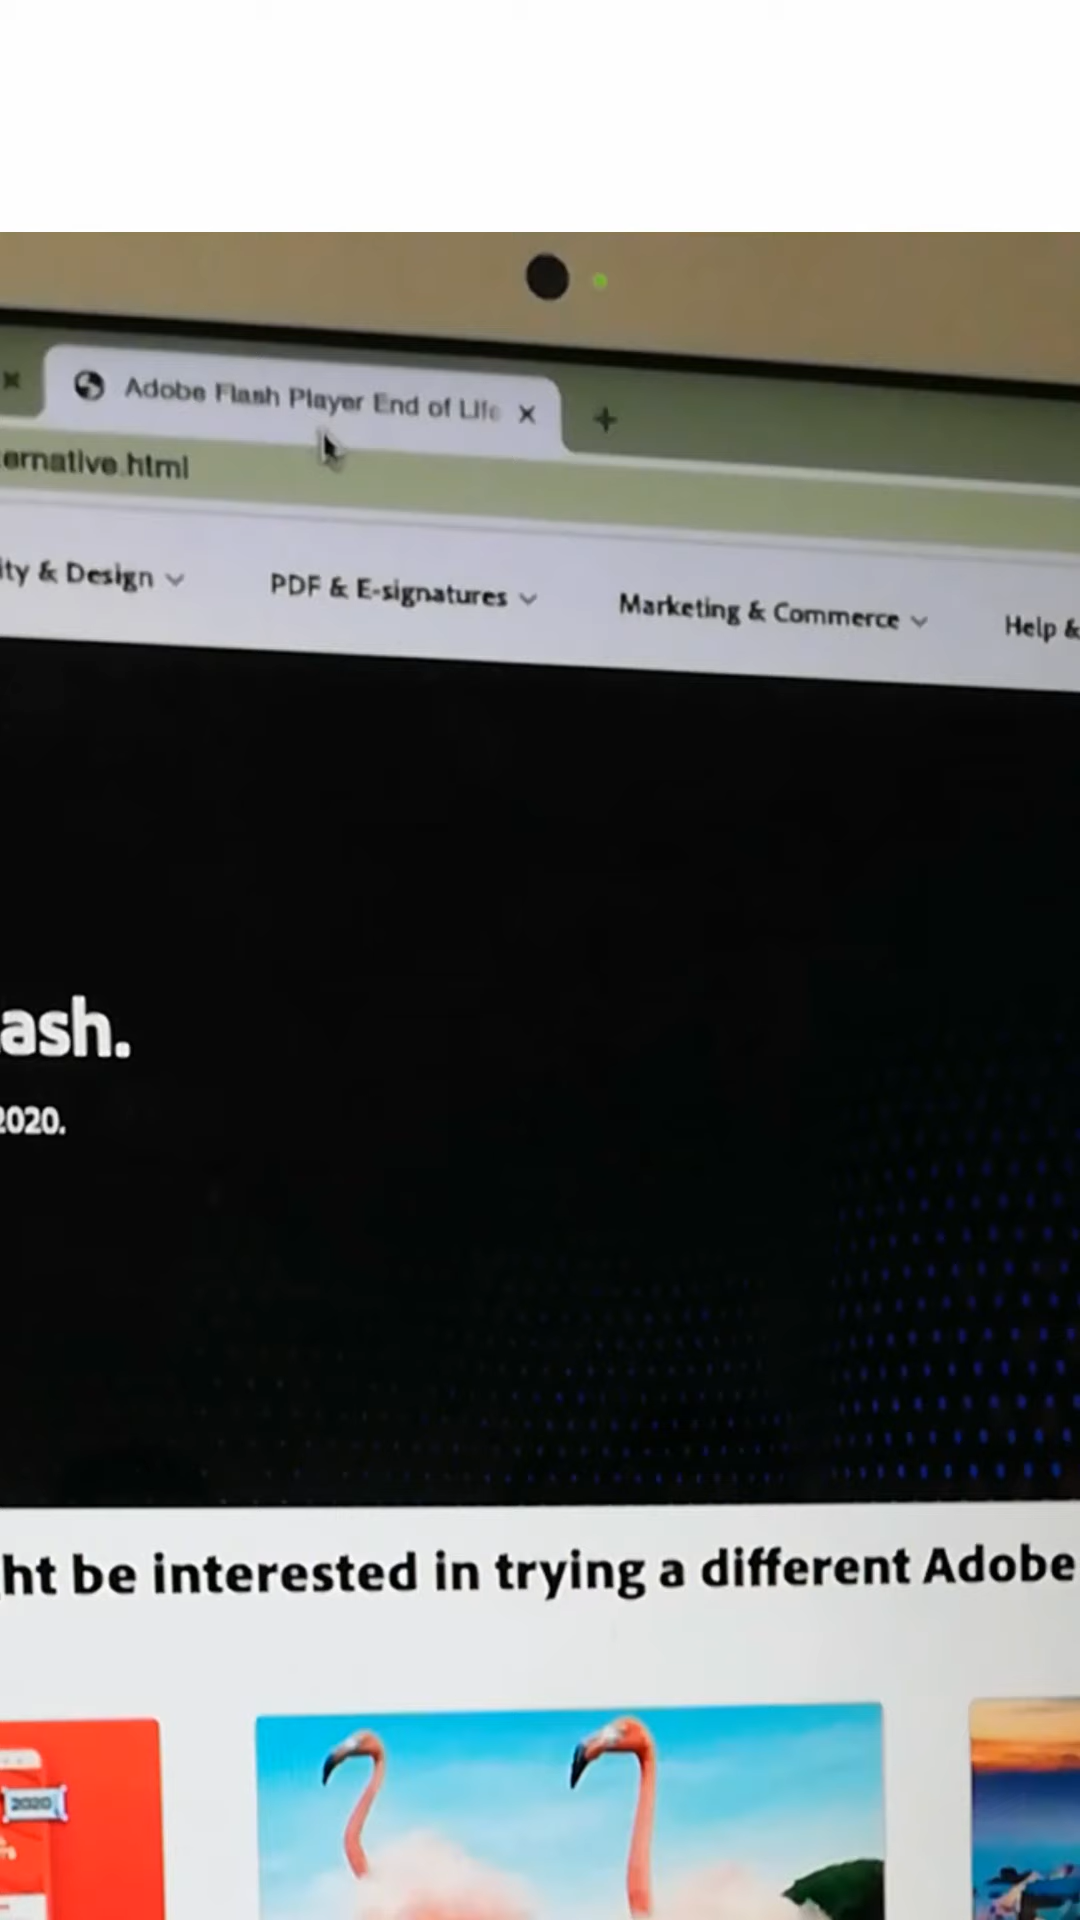 Adobe Flash Player End of Life
ernative.html
ity & Design
PDF & E-signatures
Marketing & Commerce
Help &
ash.
2020.
ht be interested in trying a different Adobe
2020